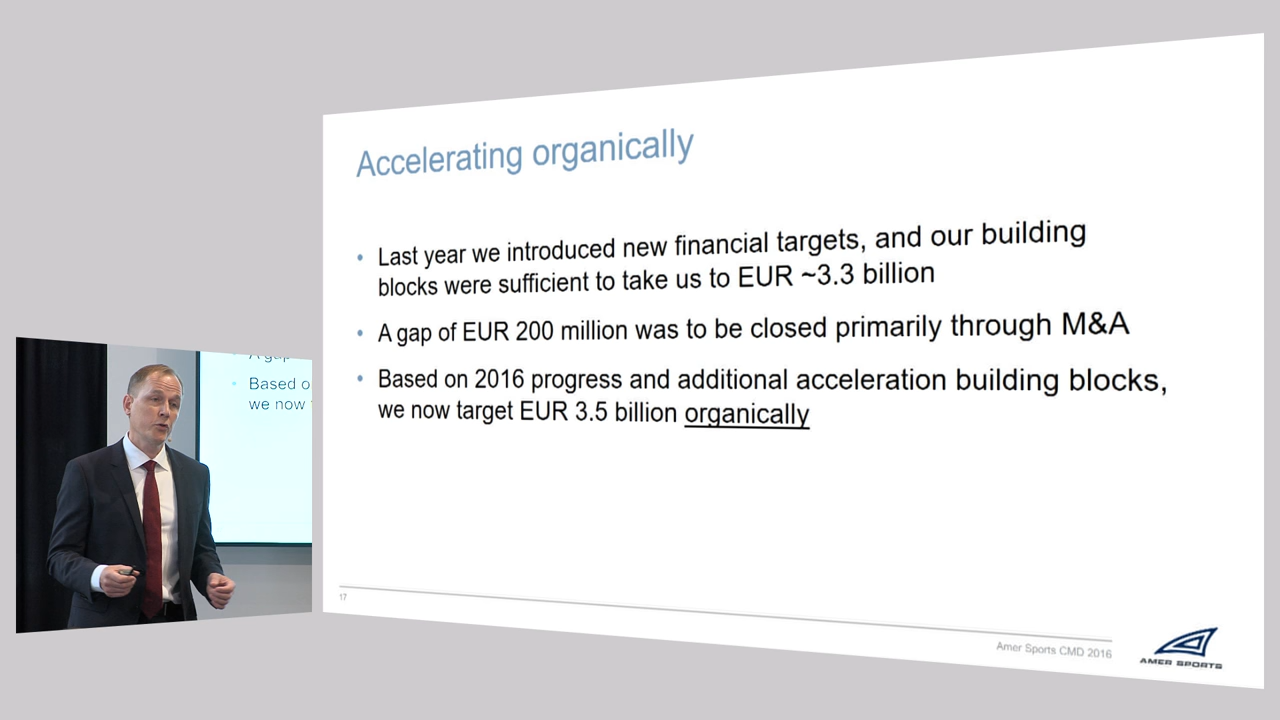 Accelerating organically
• Last year we introduced new financial targets, and our building
blocks were sufficient to take us to EUR ~3.3 billion
• A gap of EUR 200 million was to be closed primarily through M&A
• Based on 2016 progress and additional acceleration building blocks,
we now target EUR 3.5 billion organically
17
Amer Sports CMD 2016
AMER SPORTS
A gap
• Based o
we now